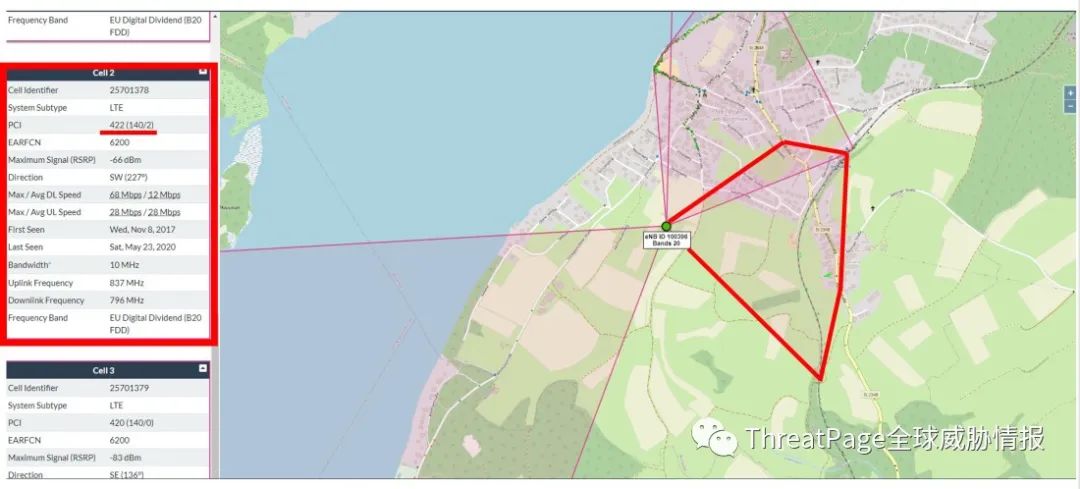 Frequency Band EU Digital Dividend (B20
FDD)
Cell 2
Cell Identifier 25701378
System Subtype LTE
PCI 422 (140/2)
EARFCN 6200
Maximum Signal (RSRP) -66 dBm
Direction SW (227°)
Max / Avg DL Speed 68 Mbps / 12 Mbps
Max / Avg UL Speed 28 Mbps / 28 Mbps
First Seen Wed, Nov 8, 2017
Last Seen Sat, May 23, 2020
Bandwidth* 10 MHz
Uplink Frequency 837 MHz
Downlink Frequency 796 MHz
Frequency Band EU Digital Dividend (B20
FDD)
Cell 3
Cell Identifier 25701379
System Subtype LTE
PCI 420 (140/0)
EARFCN 6200
Maximum Signal (RSRP) -83 dBm
Direction SE (136°)
+
-
eNB ID 100396
Bands 20
ThreatPage全球威胁情报